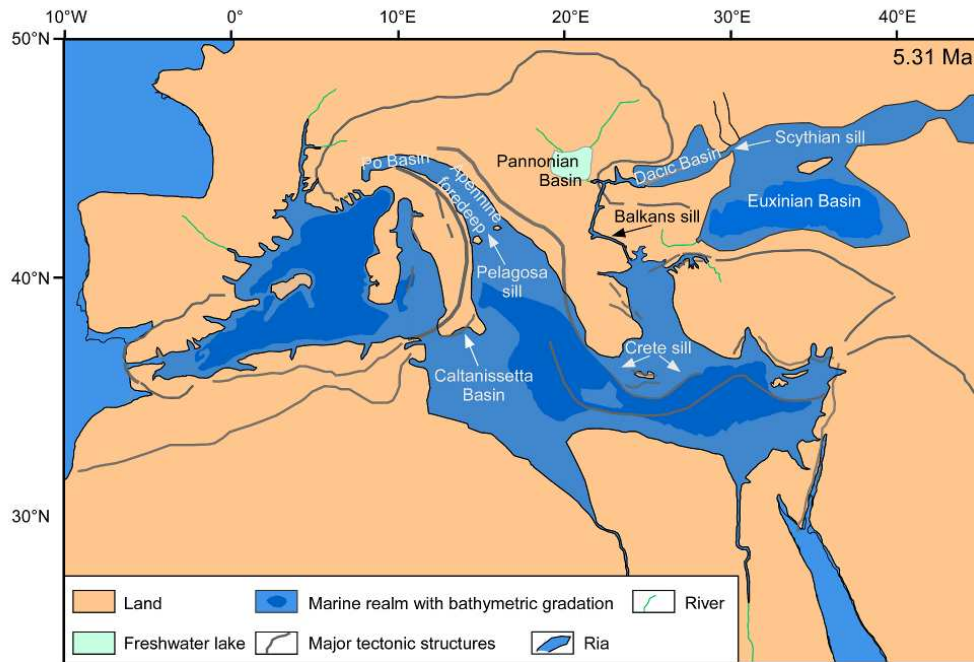 10°W 0° 10°E 20°E 30°E 40°E
50°N
5.31 Ma
Scythian sill
Po Basin
Pannonian
Basin
Dacic Basin
Apennine
foredeep
Euxinian Basin
Balkans sill
40°N
Pelagosa
sill
Crete sill
Caltanissetta
Basin
30°N
Land
Marine realm with bathymetric gradation
River
Freshwater lake
Major tectonic structures
Ria